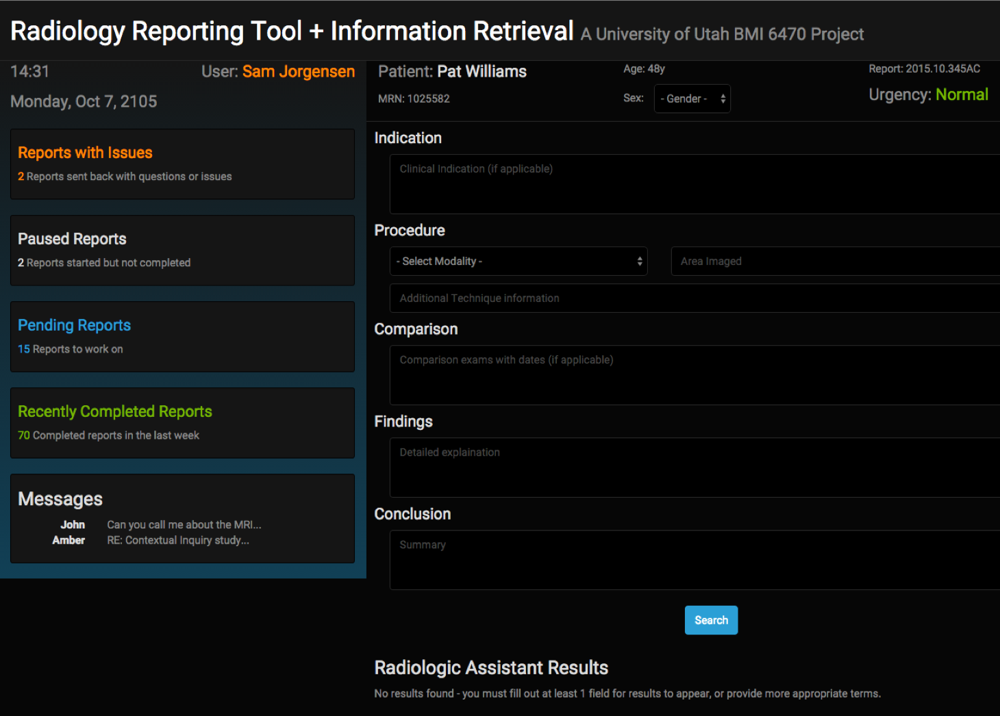 Radiology Reporting Tool + Information Retrieval A University of Utah BMI 6470 Project
14:31 User: Sam Jorgensen
Monday, Oct 7, 2105
Reports with Issues
2 Reports sent back with questions or issues
Paused Reports
2 Reports started but not completed
Pending Reports
15 Reports to work on
Recently Completed Reports
70 Completed reports in the last week
Messages
John Can you call me about the MRI...
Amber RE: Contextual Inquiry study...
Patient: Pat Williams Age: 48y Report: 2015.10.345AC
MRN: 1025582 Sex: - Gender - Urgency: Normal
Indication
Clinical Indication (if applicable)
Procedure
- Select Modality - Area Imaged
Additional Technique information
Comparison
Comparison exams with dates (if applicable)
Findings
Detailed explaination
Conclusion
Summary
Search
Radiologic Assistant Results
No results found - you must fill out at least 1 field for results to appear, or provide more appropriate terms.